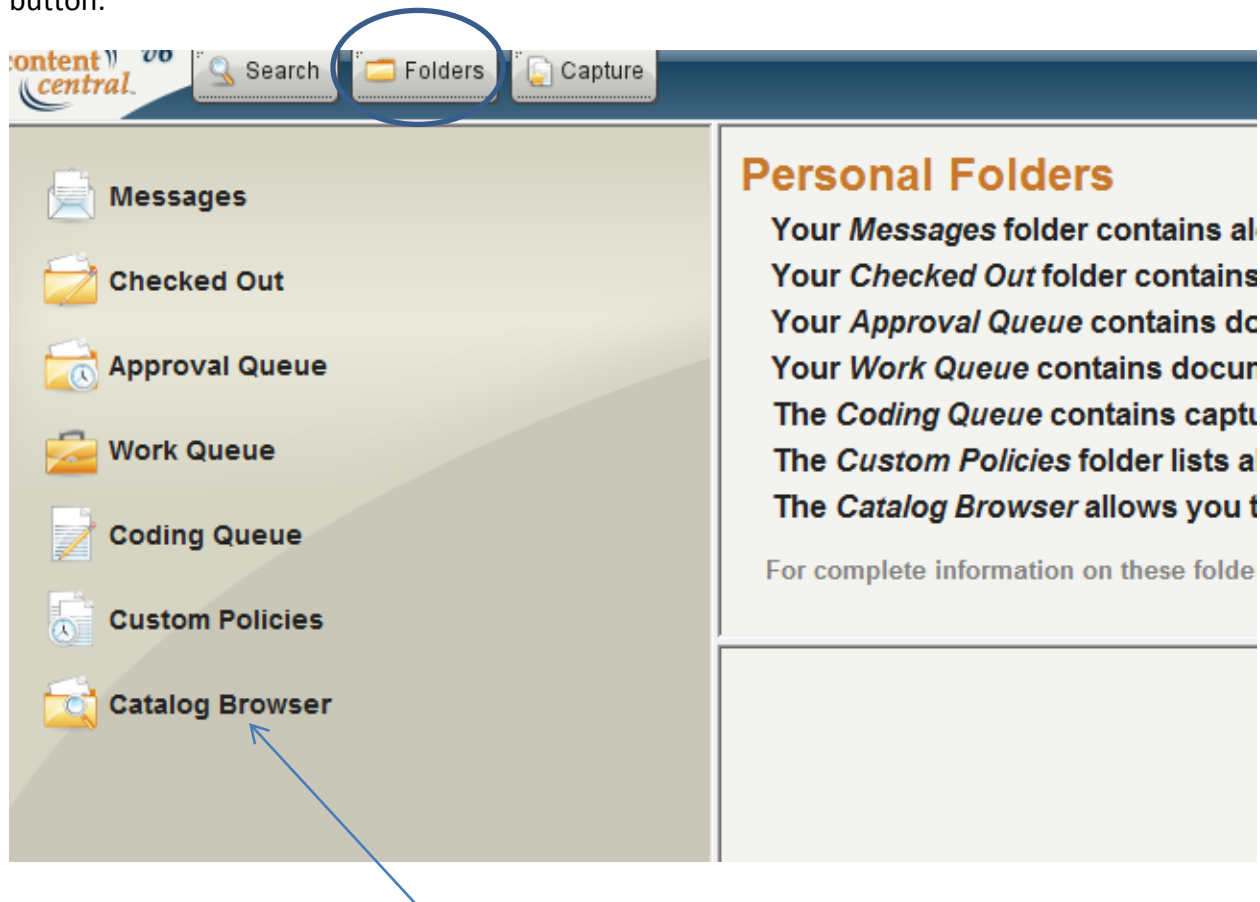 button.
ontent v6
central
Search Folders Capture
Messages
Checked Out
Approval Queue
Work Queue
Coding Queue
Custom Policies
Catalog Browser
Personal Folders
Your Messages folder contains al
Your Checked Out folder contains
Your Approval Queue contains do
Your Work Queue contains docu
The Coding Queue contains captu
The Custom Policies folder lists a
The Catalog Browser allows you t
For complete information on these folde